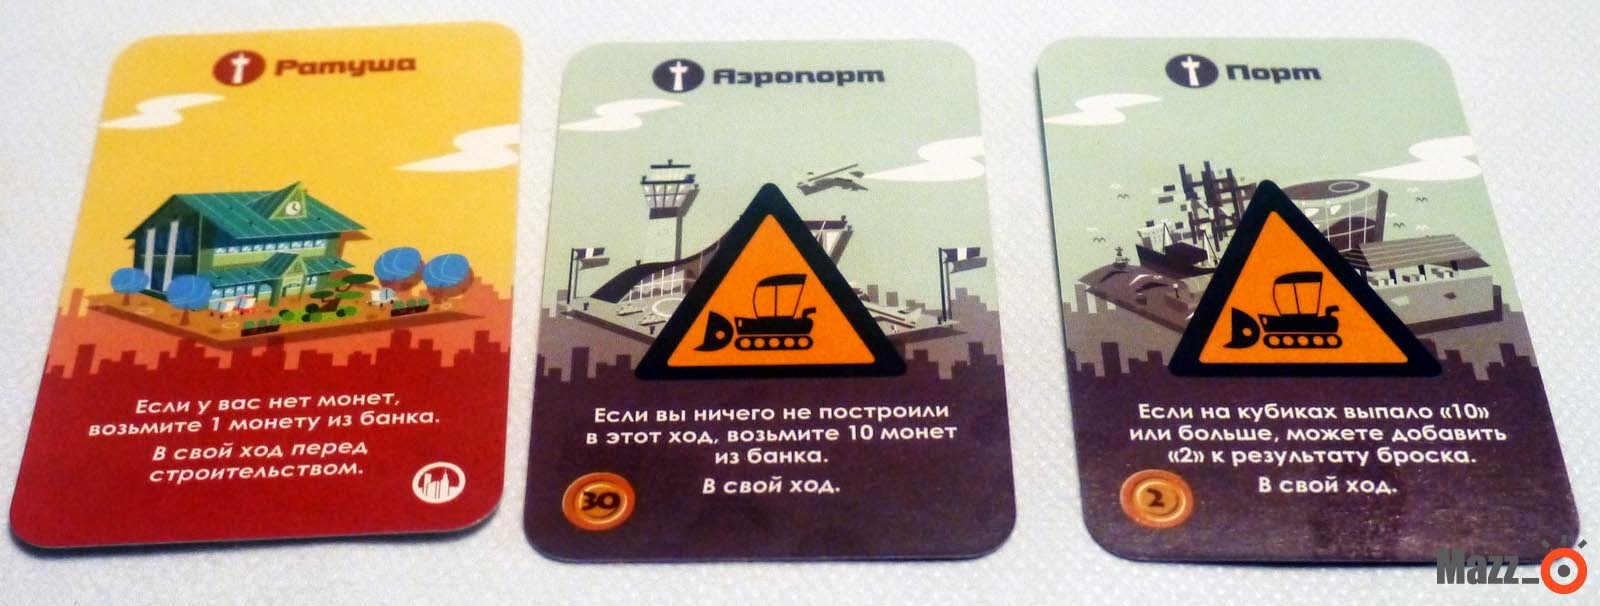 Ратуша
Если у вас нет монет,
возьмите 1 монету из банка.
В свой ход перед
строительством.
Аэропорт
Если вы ничего не построили
в этот ход, возьмите 10 монет
из банка.
В свой ход.
30
Порт
Если на кубиках выпало «10»
или больше, можете добавить
«2» к результату броска.
В свой ход.
2
Mazz_